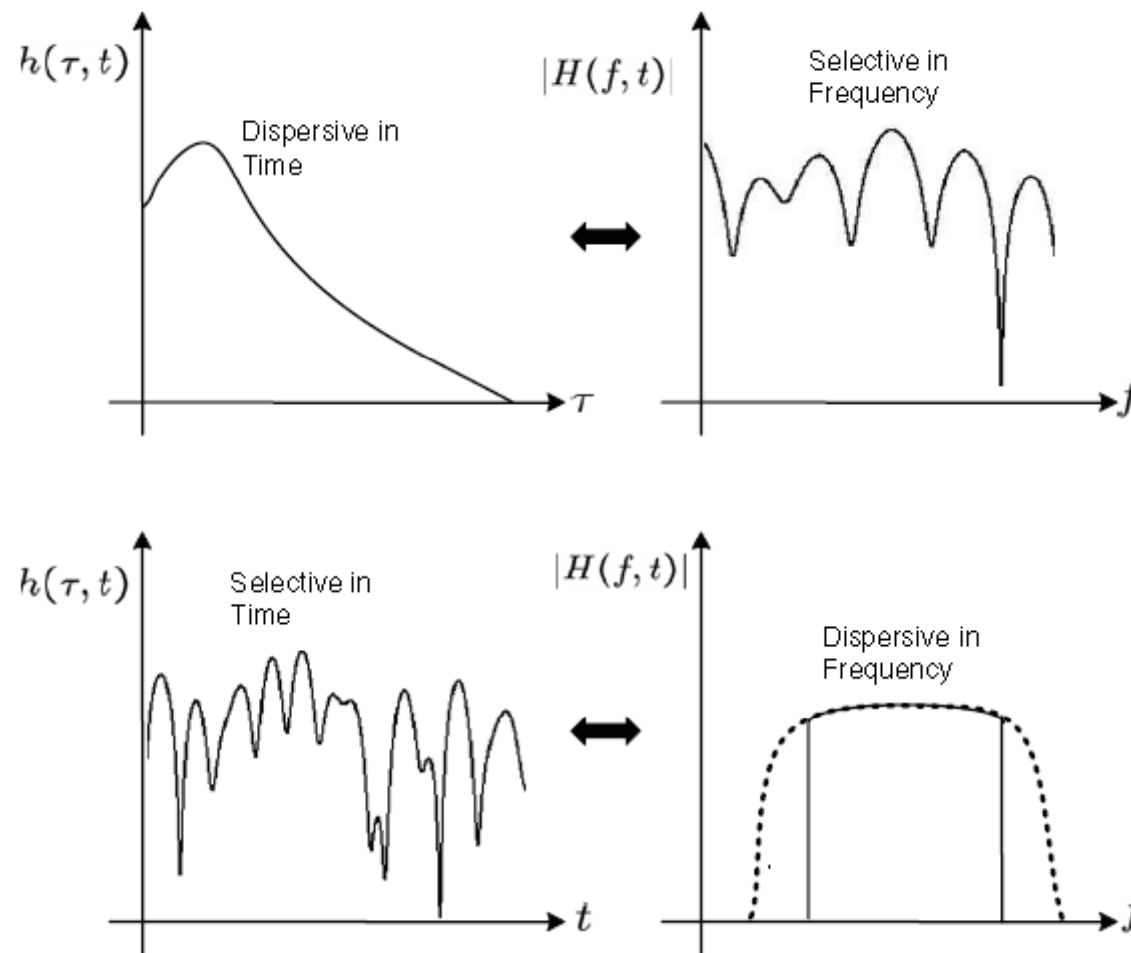 h(τ, t)
Dispersive in
Time
τ
|H(f, t)|
Selective in
Frequency
f
h(τ, t)
Selective in
Time
t
|H(f, t)|
Dispersive in
Frequency
f